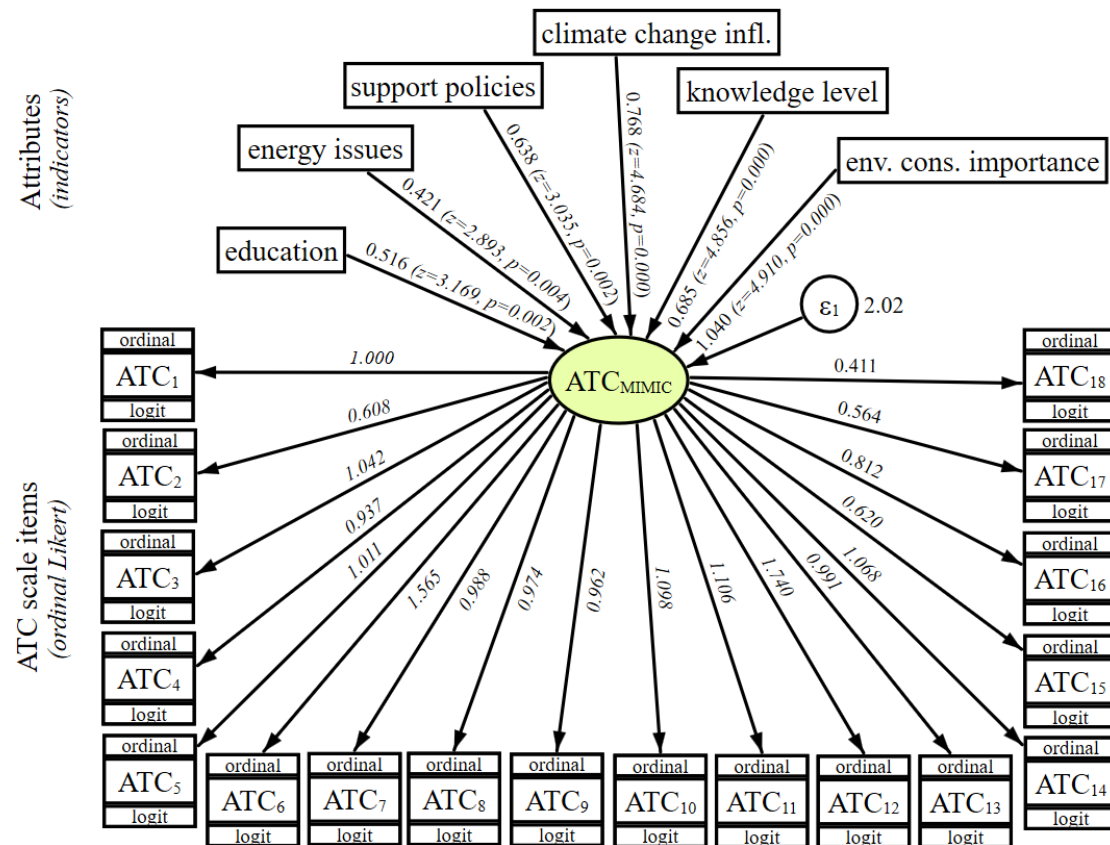 climate change infl.
support policies
knowledge level
energy issues
env. cons. importance
education
Attributes
(indicators)
0.516 (z=3.169, p=0.002)
0.421 (z=2.893, p=0.004)
0.638 (z=3.035, p=0.002)
0.768 (z=4.684, p=0.000)
0.685 (z=4.856, p=0.000)
1.040 (z=4.910, p=0.000)
ε1 2.02
ATCMIMIC
ATC scale items
(ordinal Likert)
1.000
0.608
1.042
0.937
1.011
1.565
0.988
0.974
0.962
1.098
1.106
1.740
0.991
1.068
0.620
0.812
0.564
0.411
ordinal
ATC1
logit
ordinal
ATC2
logit
ordinal
ATC3
logit
ordinal
ATC4
logit
ordinal
ATC5
logit
ordinal
ATC6
logit
ordinal
ATC7
logit
ordinal
ATC8
logit
ordinal
ATC9
logit
ordinal
ATC10
logit
ordinal
ATC11
logit
ordinal
ATC12
logit
ordinal
ATC13
logit
ordinal
ATC14
logit
ordinal
ATC15
logit
ordinal
ATC16
logit
ordinal
ATC17
logit
ordinal
ATC18
logit